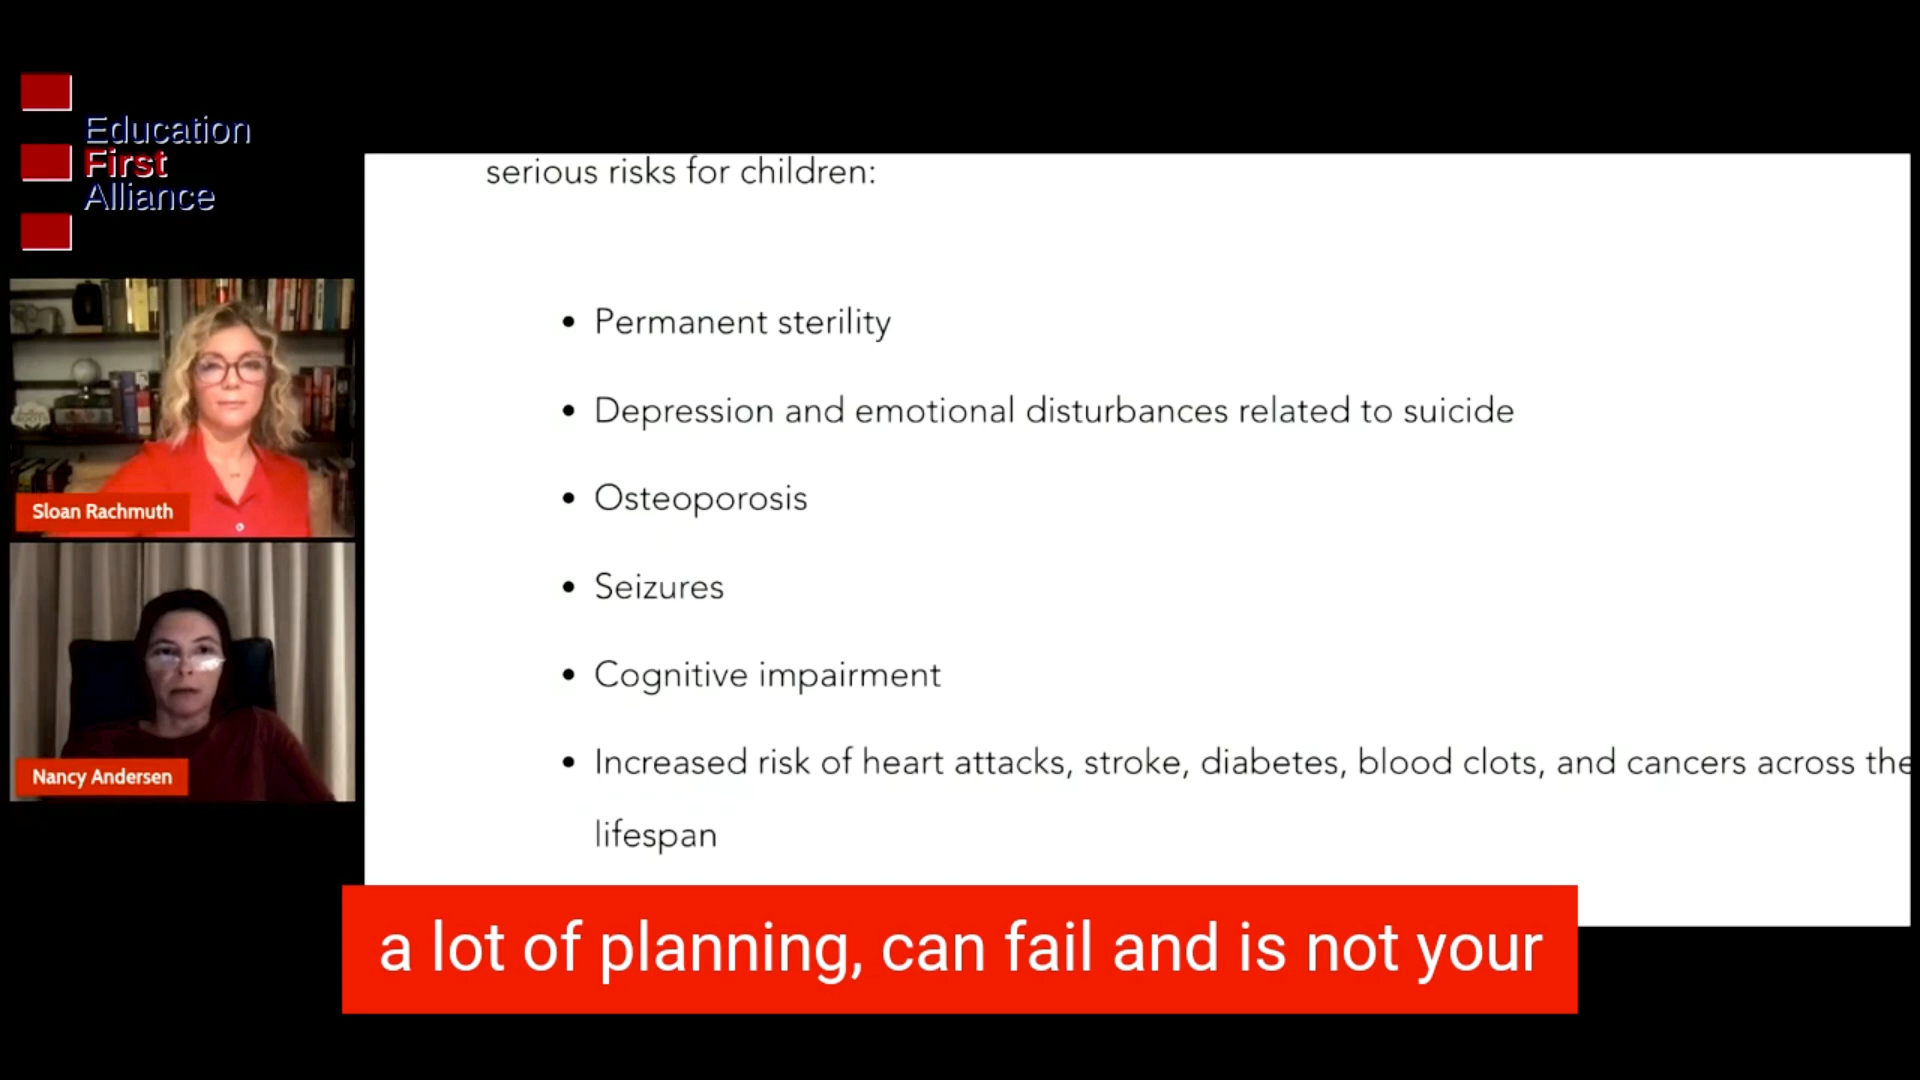 Education
First
Alliance
serious risks for children:
• Permanent sterility
• Depression and emotional disturbances related to suicide
• Osteoporosis
• Seizures
• Cognitive impairment
• Increased risk of heart attacks, stroke, diabetes, blood clots, and cancers across the
lifespan
Sloan Rachmuth
Nancy Andersen
a lot of planning, can fail and is not your